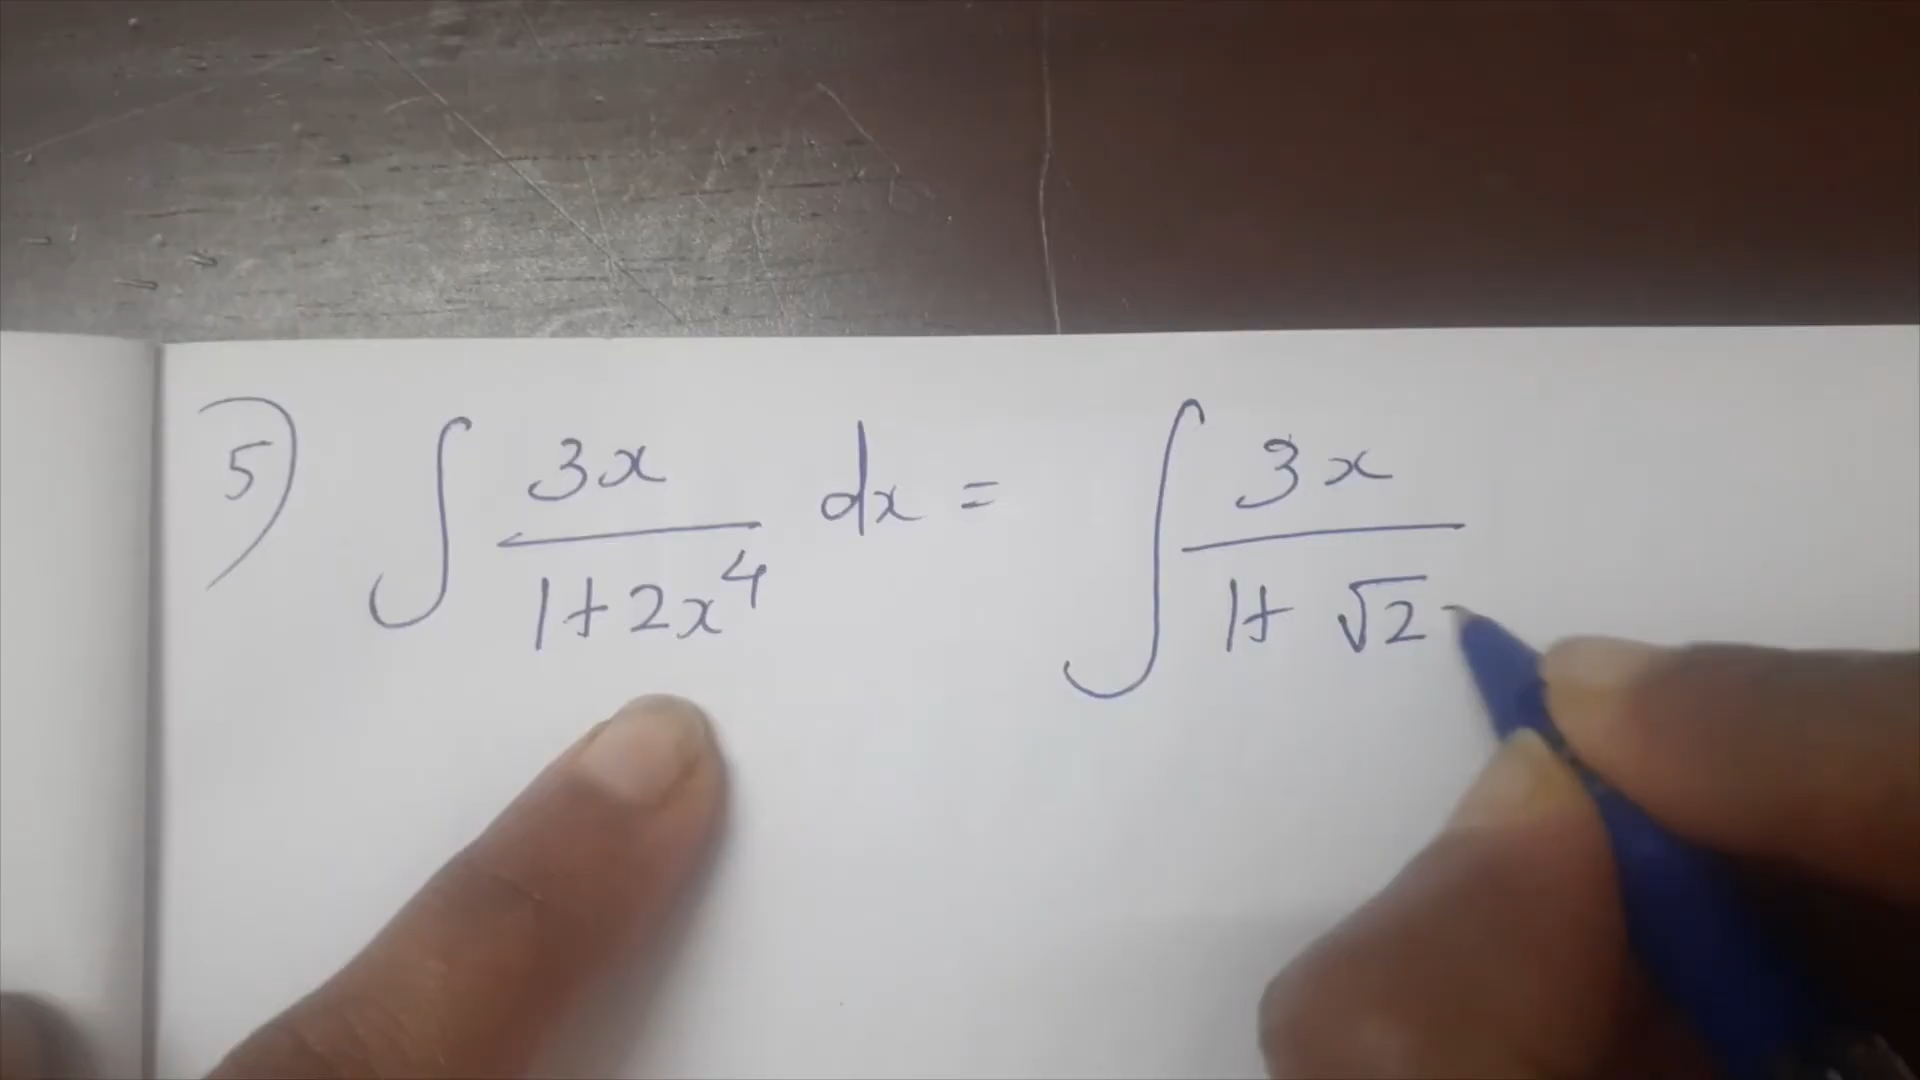 5) ∫ 3x / 1+2x⁴ dx = ∫ 3x / 1+ √2